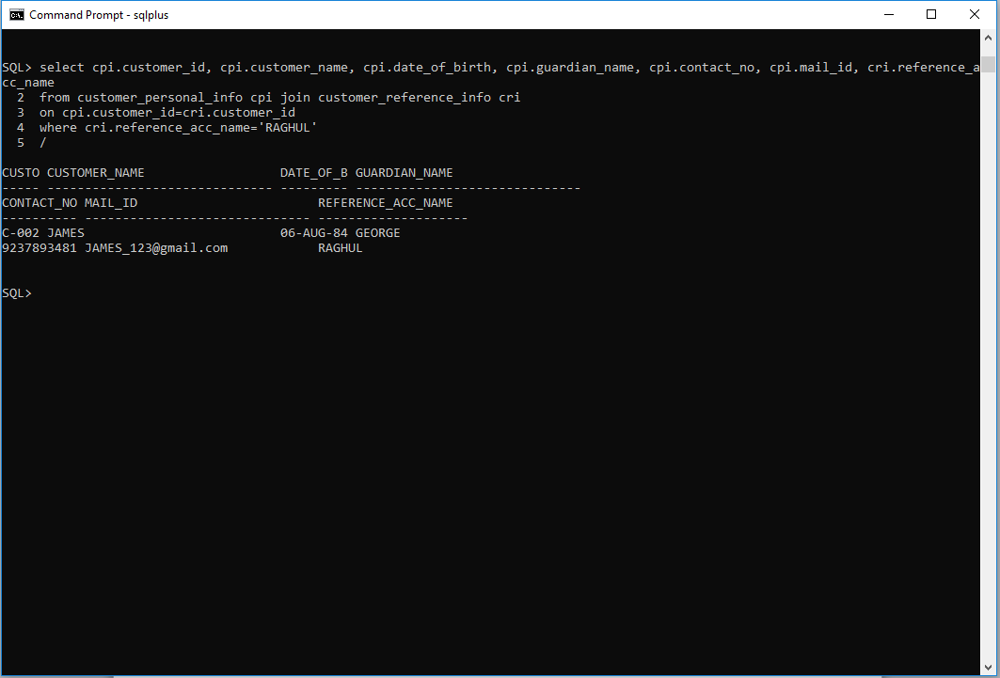 Command Prompt - sqlplus
SQL> select cpi.customer_id, cpi.customer_name, cpi.date_of_birth, cpi.guardian_name, cpi.contact_no, cpi.mail_id, cri.reference_a
cc_name
  2  from customer_personal_info cpi join customer_reference_info cri
  3  on cpi.customer_id=cri.customer_id
  4  where cri.reference_acc_name='RAGHUL'
  5  /
CUSTO CUSTOMER_NAME                  DATE_OF_B GUARDIAN_NAME
----- ------------------------------ --------- ------------------------------
CONTACT_NO MAIL_ID                        REFERENCE_ACC_NAME
---------- ------------------------------ --------------------
C-002 JAMES                          06-AUG-84 GEORGE
9237893481 JAMES_123@gmail.com            RAGHUL
SQL>